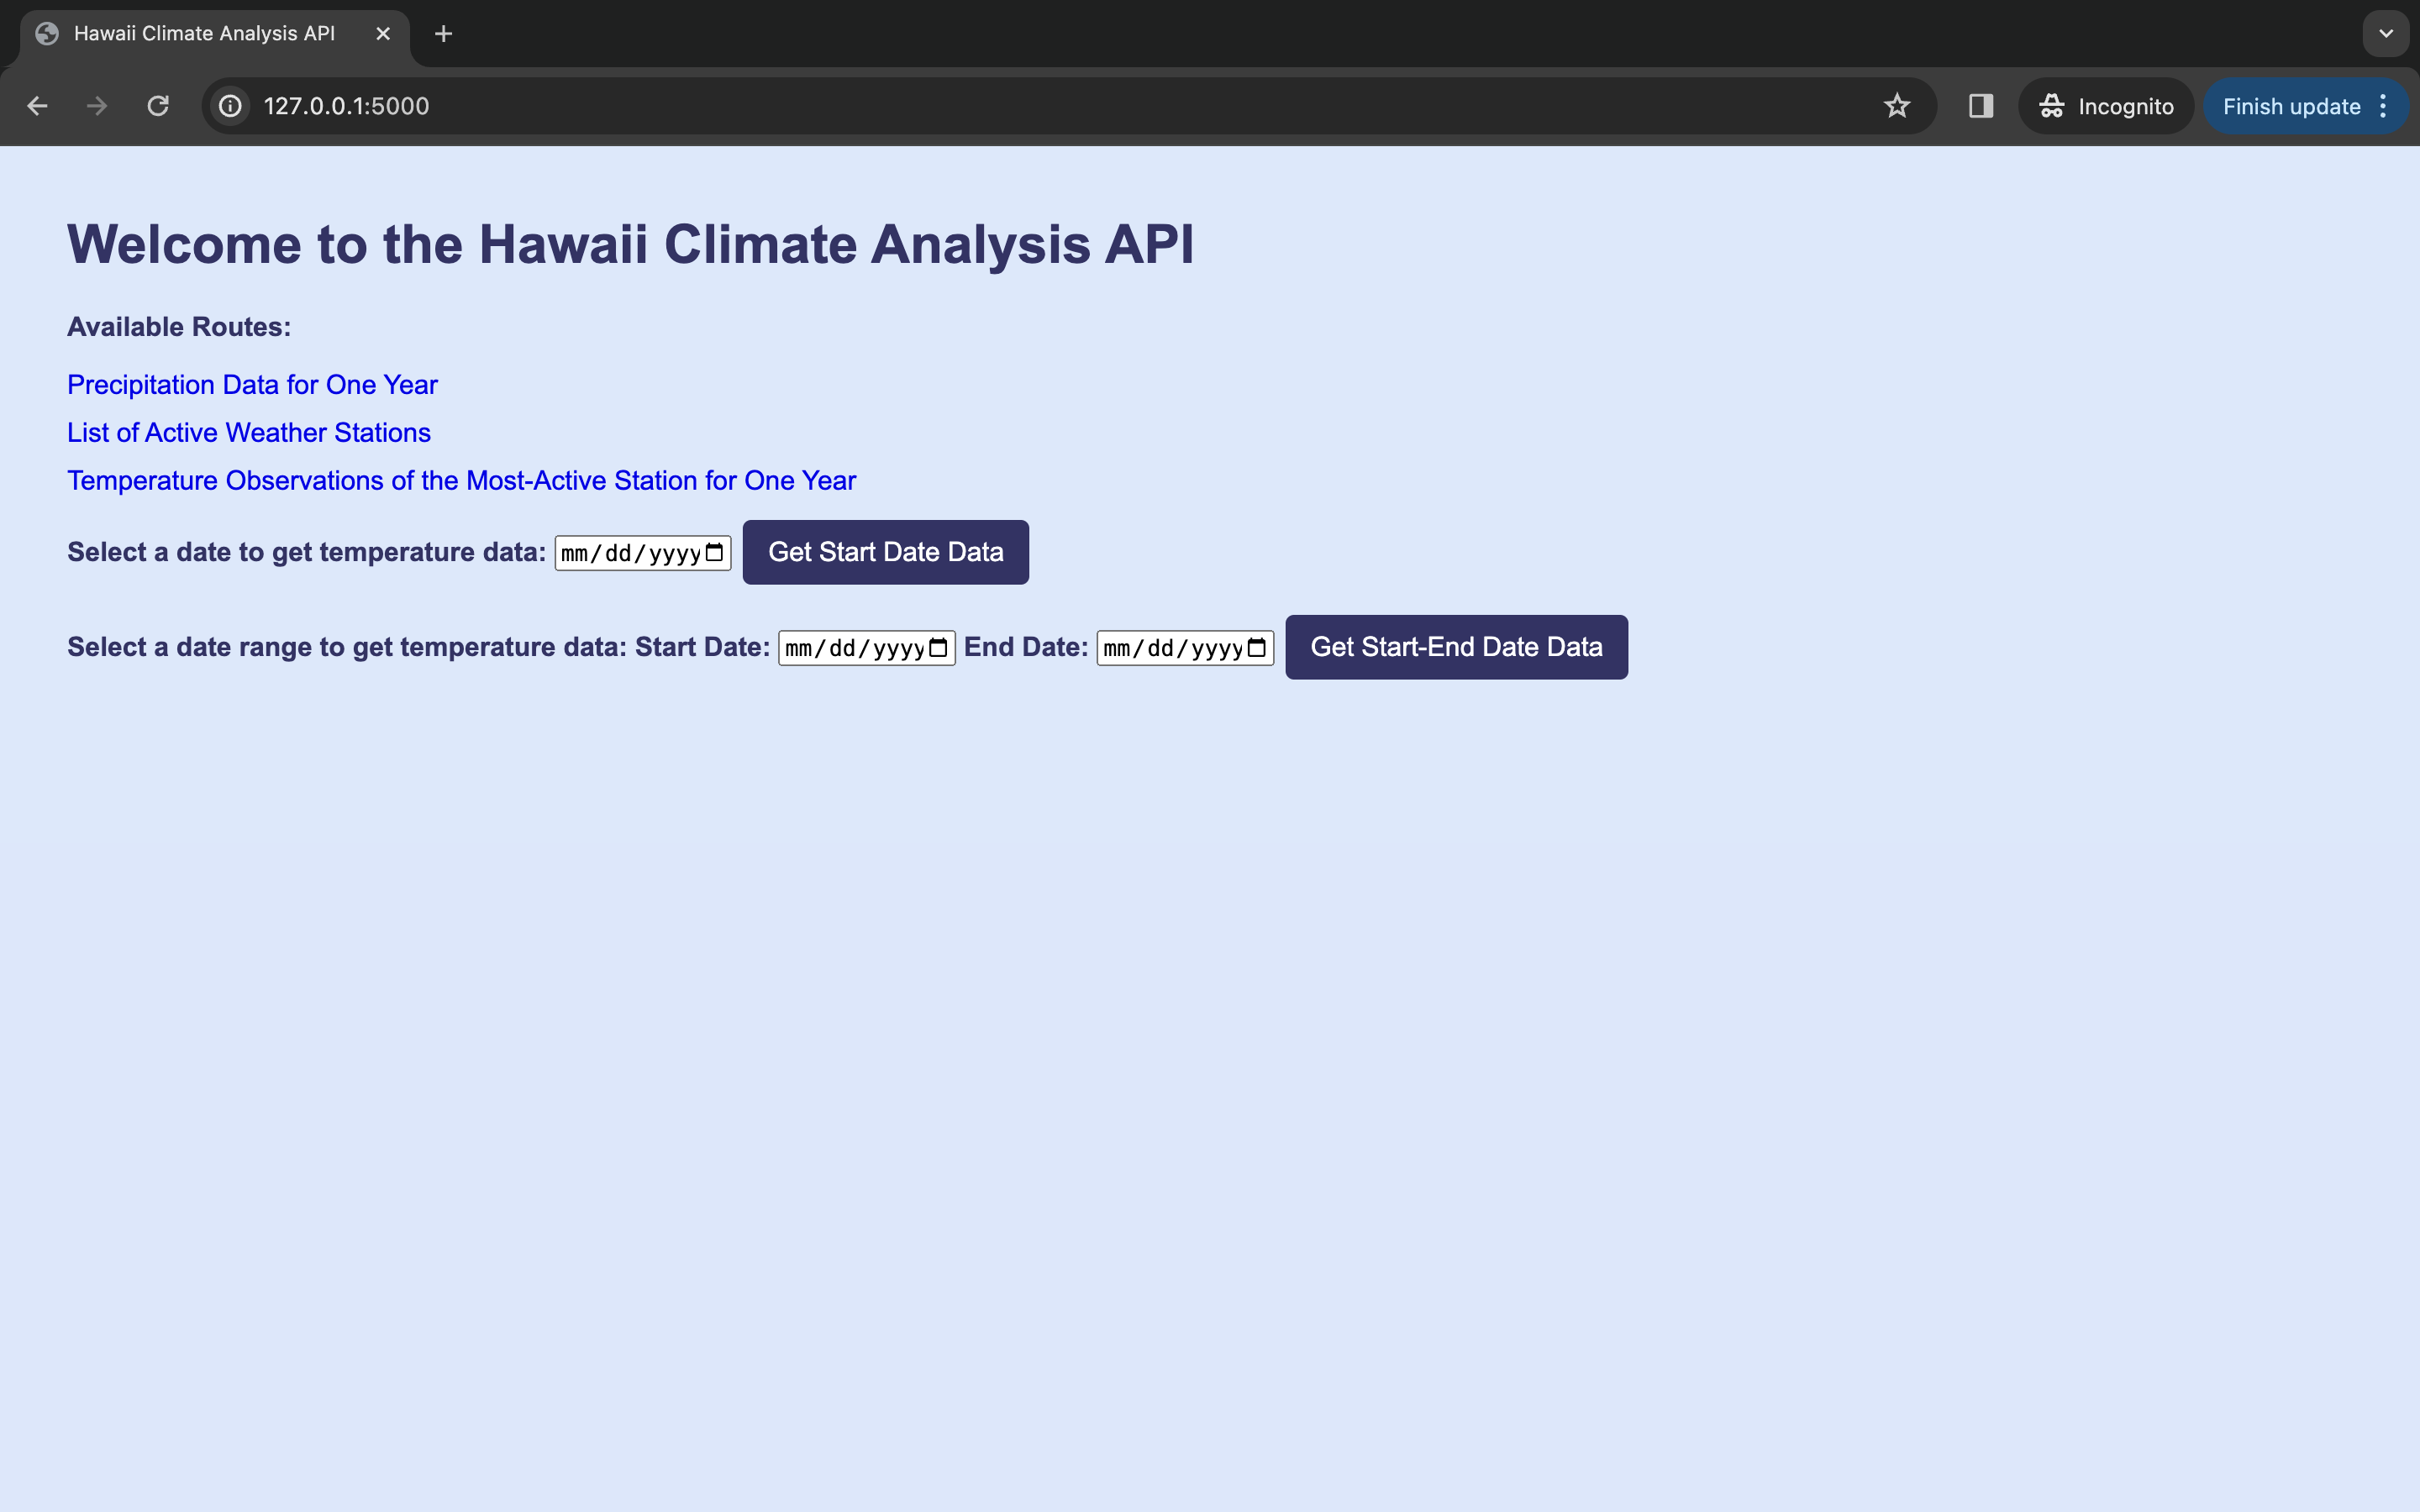 Hawaii Climate Analysis API
127.0.0.1:5000
Incognito
Finish update
Welcome to the Hawaii Climate Analysis API
Available Routes:
Precipitation Data for One Year
List of Active Weather Stations
Temperature Observations of the Most-Active Station for One Year
Select a date to get temperature data: mm/dd/yyyy Get Start Date Data
Select a date range to get temperature data: Start Date: mm/dd/yyyy End Date: mm/dd/yyyy Get Start-End Date Data